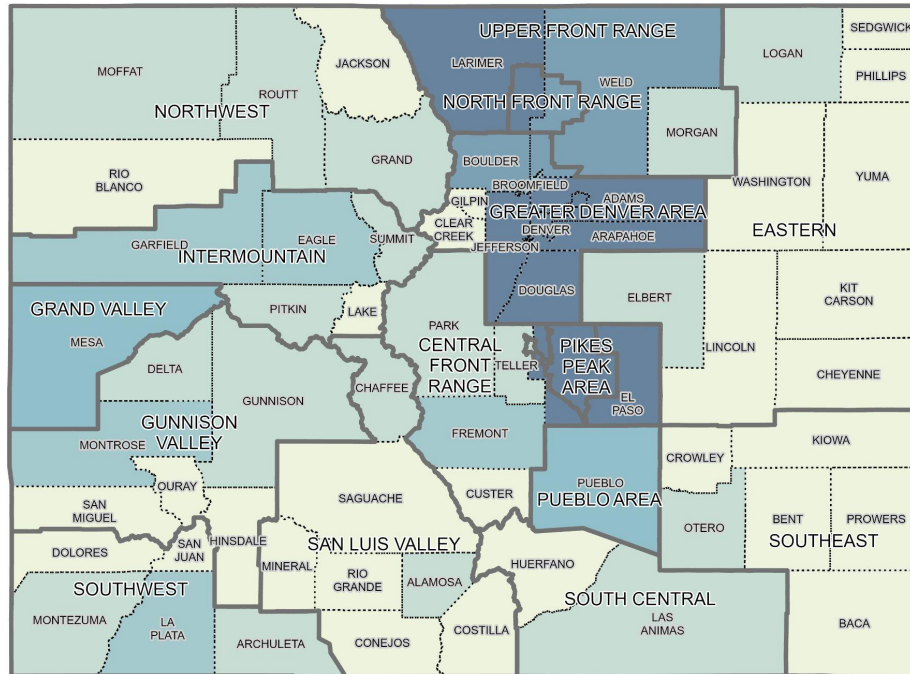 UPPER FRONT RANGE
SEDGWICK
LOGAN
JACKSON
LARIMER
MOFFAT
PHILLIPS
WELD
ROUTT
NORTH FRONT RANGE
NORTHWEST
MORGAN
GRAND
BOULDER
RIO
BLANCO
YUMA
WASHINGTON
BROOMFIELD
GILPIN
ADAMS
GREATER DENVER AREA
CLEAR
CREEK
DENVER
EASTERN
ARAPAHOE
EAGLE
SUMMIT
GARFIELD
JEFFERSON
INTERMOUNTAIN
KIT
CARSON
DOUGLAS
ELBERT
GRAND VALLEY
PITKIN
LAKE
PARK
MESA
CENTRAL
FRONT
RANGE
PIKES
PEAK
AREA
LINCOLN
TELLER
DELTA
CHEYENNE
CHAFFEE
GUNNISON
EL
PASO
GUNNISON
VALLEY
MONTROSE
FREMONT
KIOWA
CROWLEY
OURAY
PUEBLO
PUEBLO AREA
SAGUACHE
CUSTER
SAN
MIGUEL
BENT
PROWERS
OTERO
SOUTHEAST
HINSDALE
SAN
JUAN
SAN LUIS VALLEY
DOLORES
HUERFANO
MINERAL
RIO
GRANDE
ALAMOSA
SOUTHWEST
SOUTH CENTRAL
LAS
ANIMAS
MONTEZUMA
LA
PLATA
BACA
COSTILLA
ARCHULETA
CONEJOS